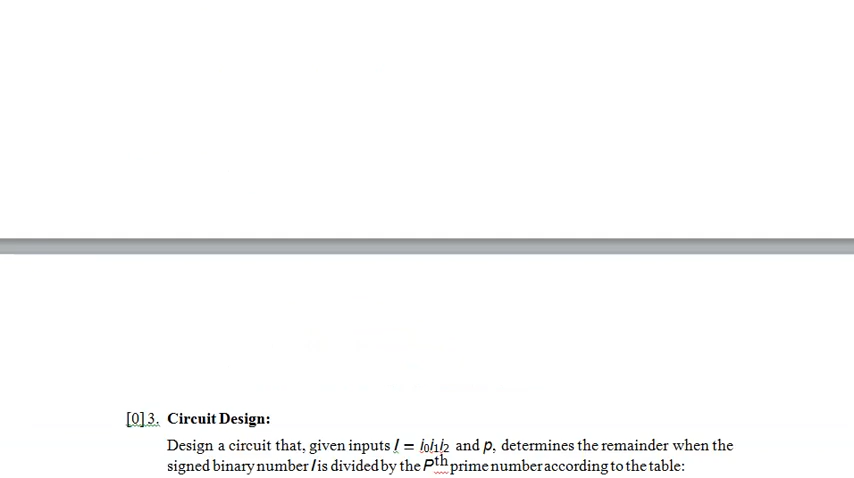 [0] 3. Circuit Design:
Design a circuit that, given inputs I = i0i1i2 and p, determines the remainder when the
signed binary number I is divided by the Pth prime number according to the table: